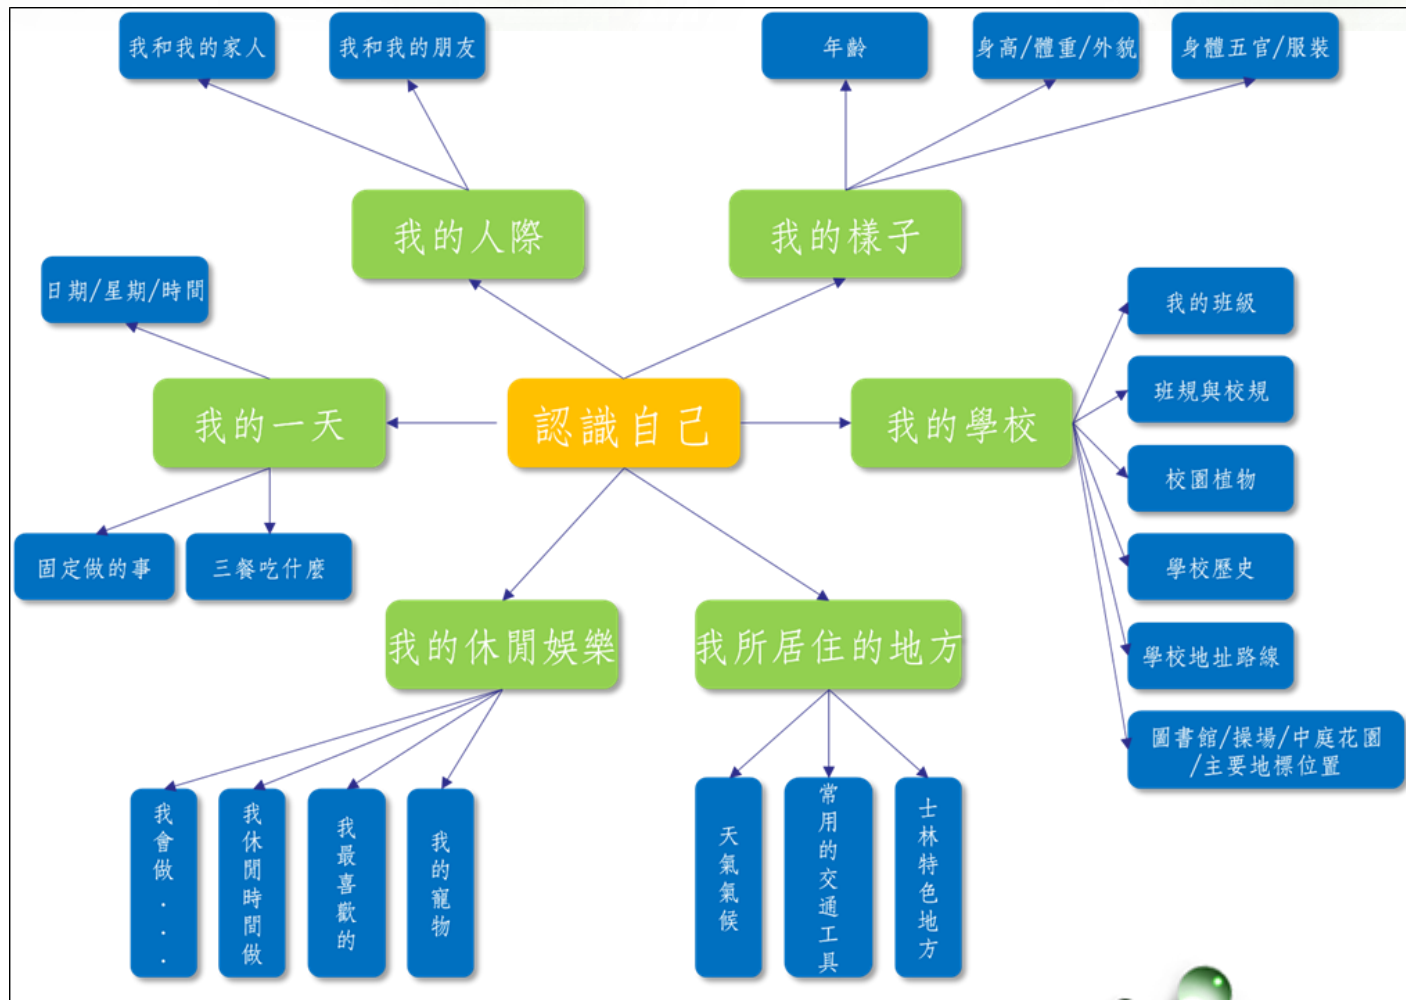 我和我的家人
我和我的朋友
年齡
身高/體重/外貌
身體五官/服裝
我的人際
我的樣子
日期/星期/時間
我的班級
我的一天
認識自己
我的學校
班規與校規
校園植物
固定做的事
三餐吃什麼
學校歷史
我的休閒娛樂
我所居住的地方
學校地址路線
圖書館/操場/中庭花園
/主要地標位置
我會做...
我休閒時間做
我最喜歡的
我的寵物
天氣氣候
常用的交通工具
士林特色地方